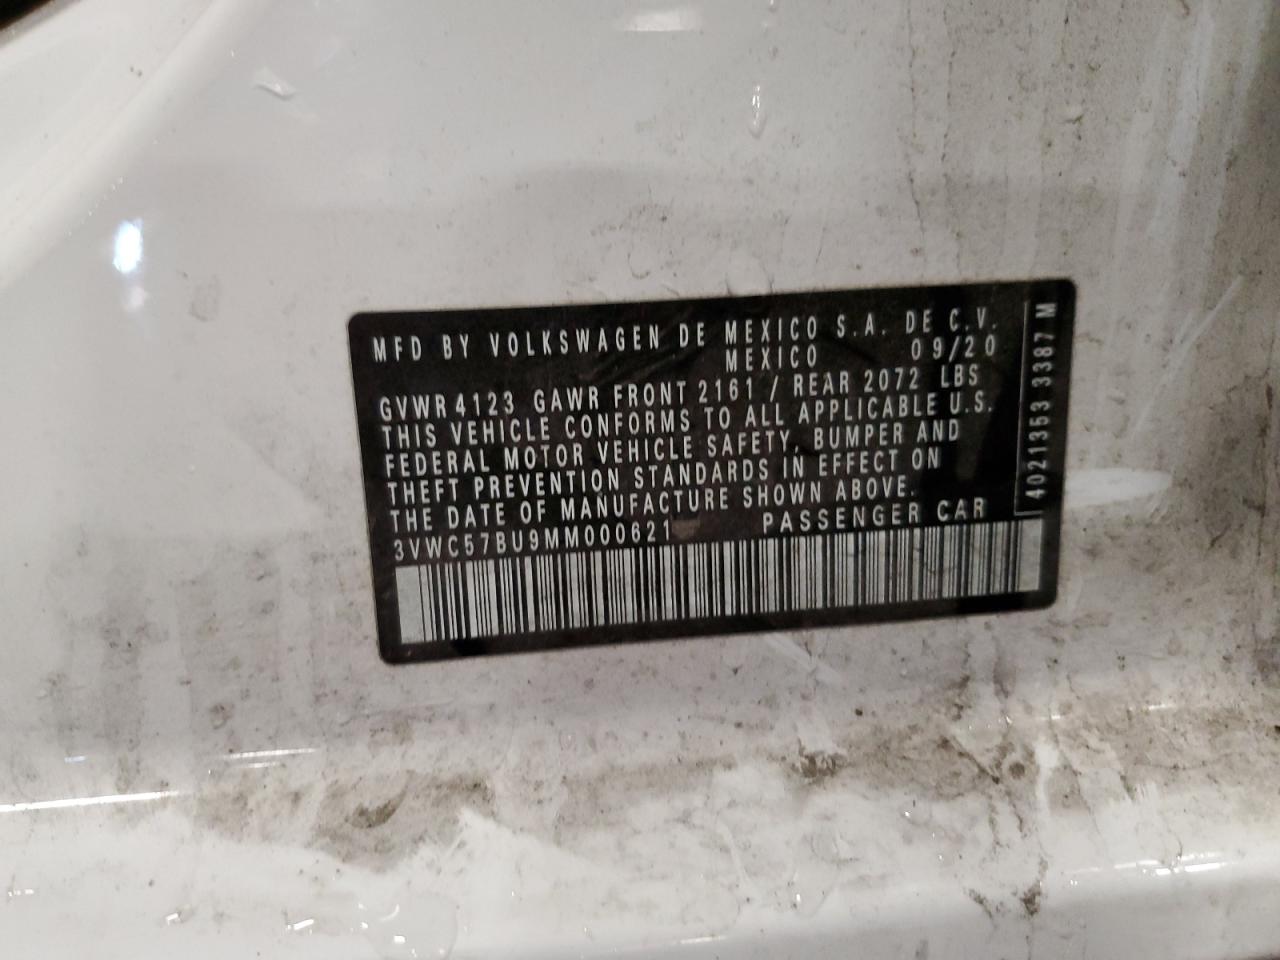 MFD BY VOLKSWAGEN DE MEXICO S.A. DE C.V.
MEXICO 09/20
GVWR 4123 GAWR FRONT 2161 / REAR 2072 LBS
THIS VEHICLE CONFORMS TO ALL APPLICABLE U.S.
FEDERAL MOTOR VEHICLE SAFETY, BUMPER AND
THEFT PREVENTION STANDARDS IN EFFECT ON
THE DATE OF MANUFACTURE SHOWN ABOVE.
3VWC57BU9MM000621 PASSENGER CAR
4021353 3387 M